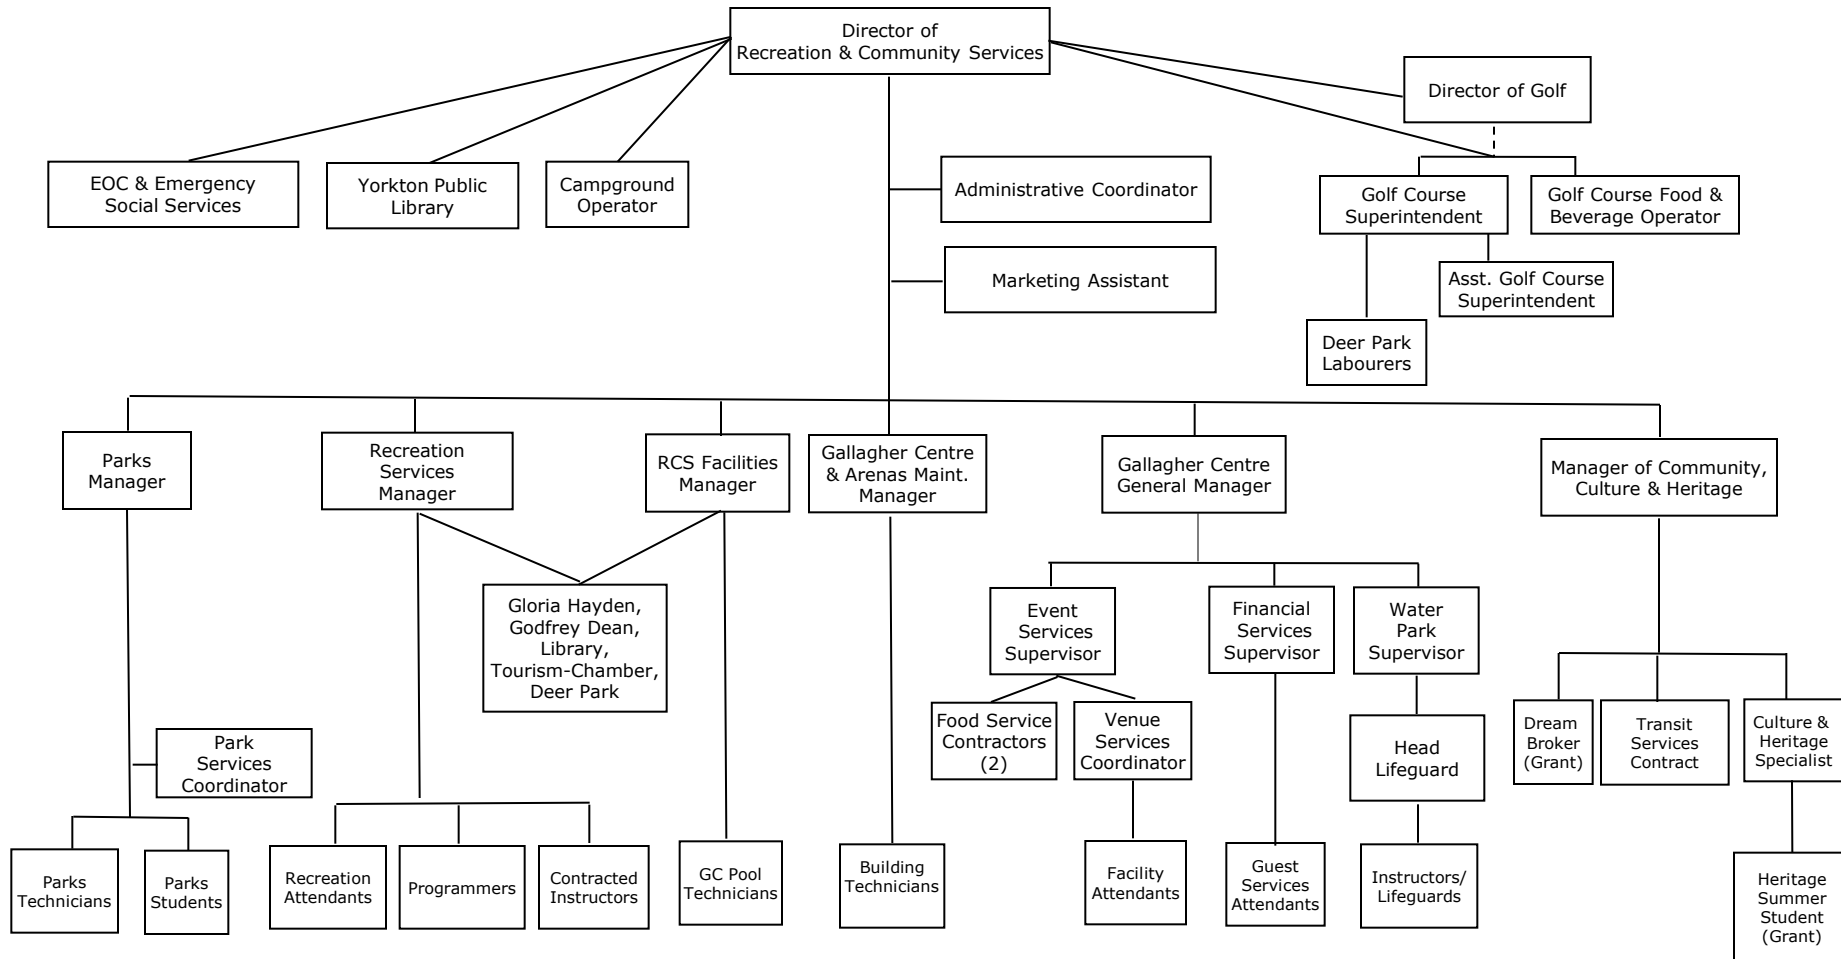 Director of
Recreation & Community Services
Director of Golf
EOC & Emergency
Social Services
Yorkton Public
Library
Campground
Operator
Administrative Coordinator
Golf Course
Superintendent
Golf Course Food &
Beverage Operator
Marketing Assistant
Asst. Golf Course
Superintendent
Deer Park
Labourers
Parks
Manager
Recreation
Services
Manager
RCS Facilities
Manager
Gallagher Centre
& Arenas Maint.
Manager
Gallagher Centre
General Manager
Manager of Community,
Culture & Heritage
Gloria Hayden,
Godfrey Dean,
Library,
Tourism-Chamber,
Deer Park
Event
Services
Supervisor
Financial
Services
Supervisor
Water
Park
Supervisor
Park
Services
Coordinator
Food Service
Contractors
(2)
Venue
Services
Coordinator
Head
Lifeguard
Dream
Broker
(Grant)
Transit
Services
Contract
Culture &
Heritage
Specialist
Parks
Technicians
Parks
Students
Recreation
Attendants
Programmers
Contracted
Instructors
GC Pool
Technicians
Building
Technicians
Facility
Attendants
Guest
Services
Attendants
Instructors/
Lifeguards
Heritage
Summer
Student
(Grant)